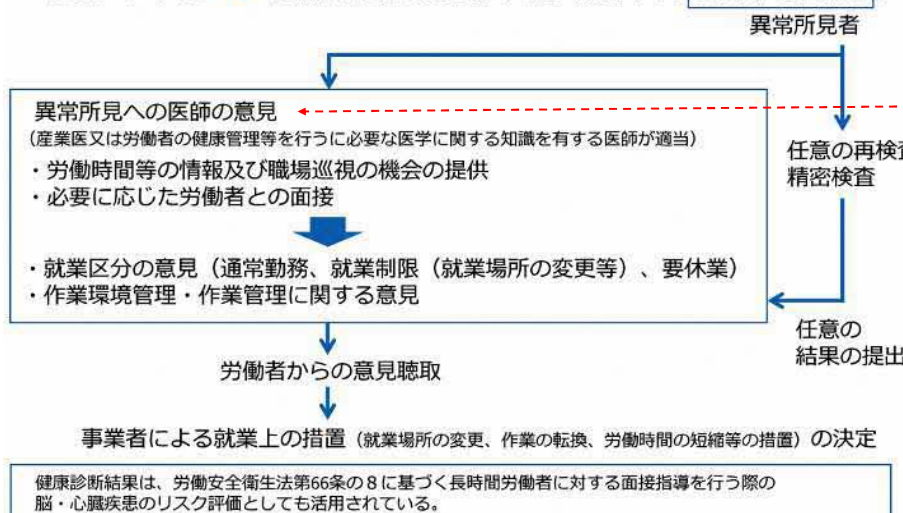 異常所見者
異常所見への医師の意見
（産業医又は労働者の健康管理等を行うに必要な医学に関する知識を有する医師が適当）
・労働時間等の情報及び職場巡視の機会の提供
・必要に応じた労働者との面接
任意の再検査
精密検査
・就業区分の意見（通常勤務、就業制限（就業場所の変更等）、要休業）
・作業環境管理・作業管理に関する意見
任意の
結果の提出
労働者からの意見聴取
事業者による就業上の措置（就業場所の変更、作業の転換、労働時間の短縮等の措置）の決定
健康診断結果は、労働安全衛生法第66条の８に基づく長時間労働者に対する面接指導を行う際の
脳・心臓疾患のリスク評価としても活用されている。